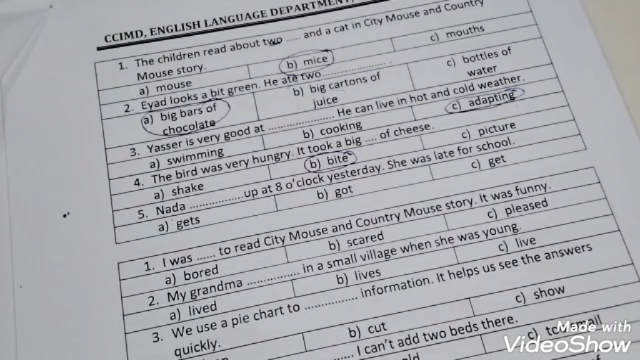 CCIMD, ENGLISH LANGUAGE DEPARTMENT,
1. The children read about two ..... and a cat in City Mouse and Country
Mouse story.
a) mouse b) mice c) mouths
2. Eyad looks a bit green. He ate two..................
a) big bars of chocolate b) big cartons of juice c) bottles of water
3. Yasser is very good at .................. He can live in hot and cold weather.
a) swimming b) cooking c) adapting
4. The bird was very hungry. It took a big .... of cheese.
a) shake b) bite c) picture
5. Nada ................up at 8 o'clock yesterday. She was late for school.
a) gets b) got c) get
1. I was ...... to read City Mouse and Country Mouse story. It was funny.
a) bored b) scared c) pleased
2. My grandma ............... in a small village when she was young.
a) lived b) lives c) live
3. We use a pie chart to ............... information. It helps us see the answers
quickly.
b) cut c) show
I can't add two beds there.
Made with
VideoShow